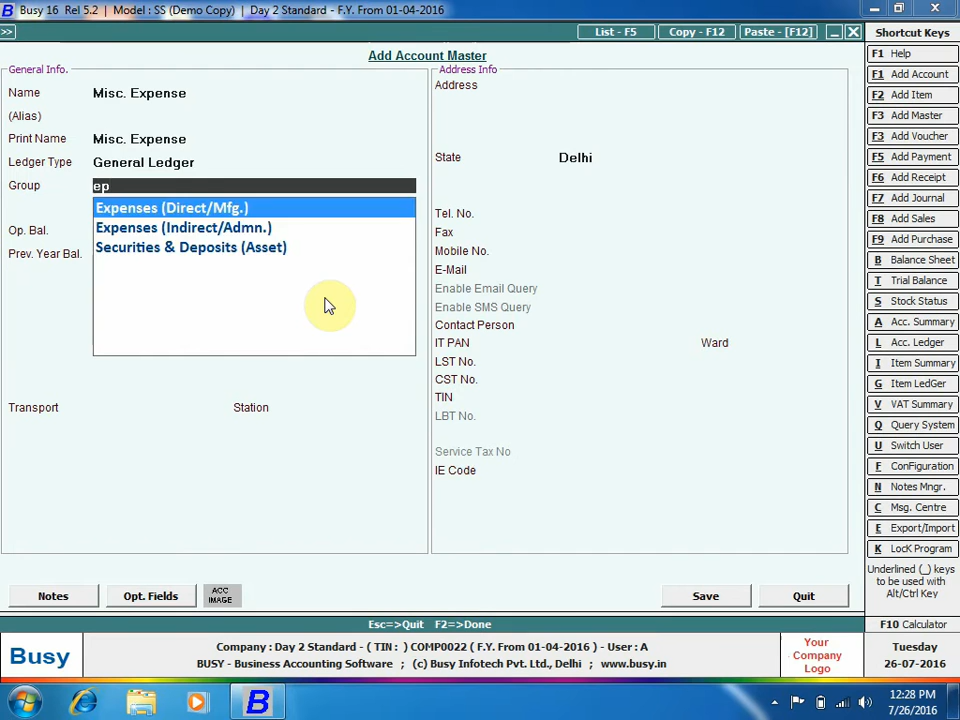 Busy 16 Rel 5.2 | Model : SS (Demo Copy) | Day 2 Standard - F.Y. From 01-04-2016
>>
List - F5
Copy - F12
Paste - [F12]
Add Account Master
General Info.
Name Misc. Expense
(Alias)
Print Name Misc. Expense
Ledger Type General Ledger
Group ep
Expenses (Direct/Mfg.)
Expenses (Indirect/Admn.)
Securities & Deposits (Asset)
Op. Bal.
Prev. Year Bal.
Transport Station
Address Info
Address
State Delhi
Tel. No.
Fax
Mobile No.
E-Mail
Enable Email Query
Enable SMS Query
Contact Person
IT PAN Ward
LST No.
CST No.
TIN
LBT No.
Service Tax No
IE Code
Notes
Opt. Fields
ACC
IMAGE
Save
Quit
Esc=>Quit F2=>Done
Shortcut Keys
F1 Help
F1 Add Account
F2 Add Item
F3 Add Master
F3 Add Voucher
F5 Add Payment
F6 Add Receipt
F7 Add Journal
F8 Add Sales
F9 Add Purchase
B Balance Sheet
T Trial Balance
S Stock Status
A Acc. Summary
L Acc. Ledger
I Item Summary
G Item LedGer
V VAT Summary
Q Query System
U Switch User
F ConFiguration
N Notes Mngr.
C Msg. Centre
E Export/Import
K LocK Program
Underlined (_) keys
to be used with
Alt/Ctrl Key
F10 Calculator
Busy
Company : Day 2 Standard - ( TIN : ) COMP0022 ( F.Y. From 01-04-2016 ) - User : A
BUSY - Business Accounting Software ; (c) Busy Infotech Pvt. Ltd., Delhi ; www.busy.in
Your
Company
Logo
Tuesday
26-07-2016
B
12:28 PM
7/26/2016